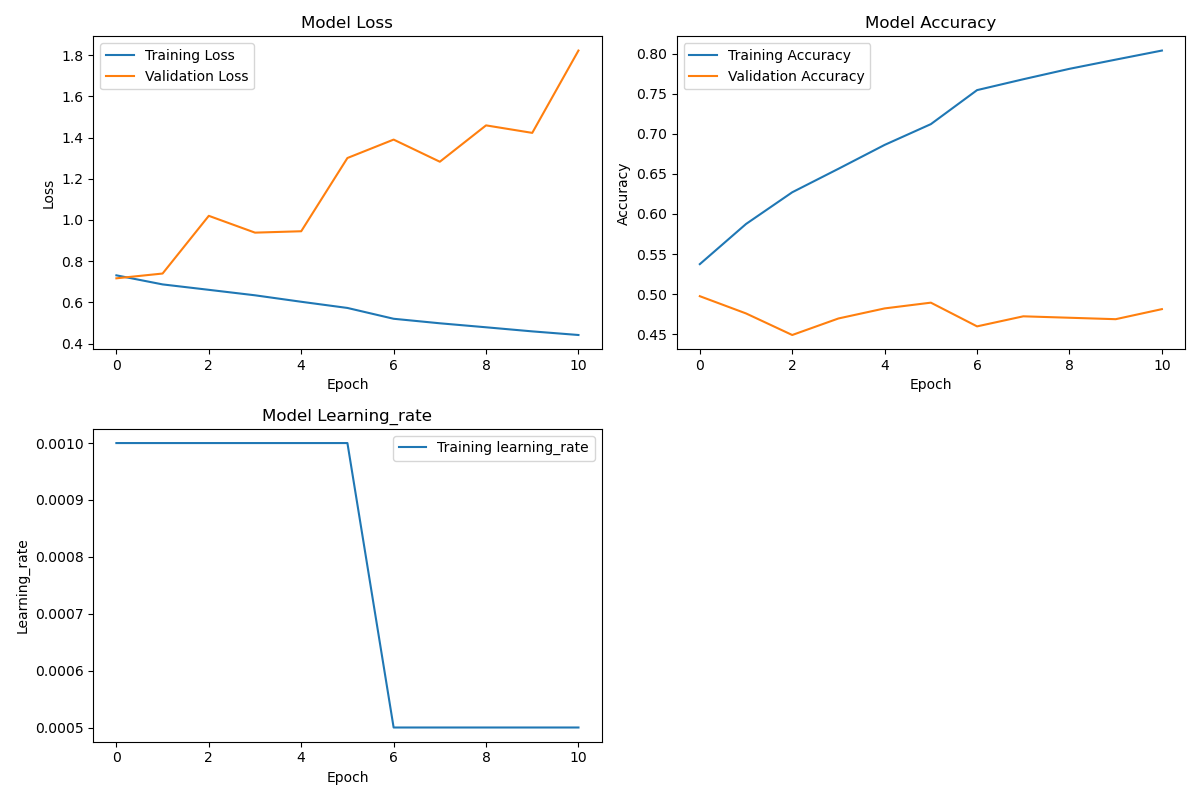 Model Loss
Training Loss
Validation Loss
1.8
1.6
1.4
1.2
1.0
0.8
0.6
0.4
Loss
0 2 4 6 8 10
Epoch
Model Accuracy
Training Accuracy
Validation Accuracy
0.80
0.75
0.70
0.65
0.60
0.55
0.50
0.45
Accuracy
0 2 4 6 8 10
Epoch
Model Learning_rate
Training learning_rate
0.0010
0.0009
0.0008
0.0007
0.0006
0.0005
Learning_rate
0 2 4 6 8 10
Epoch